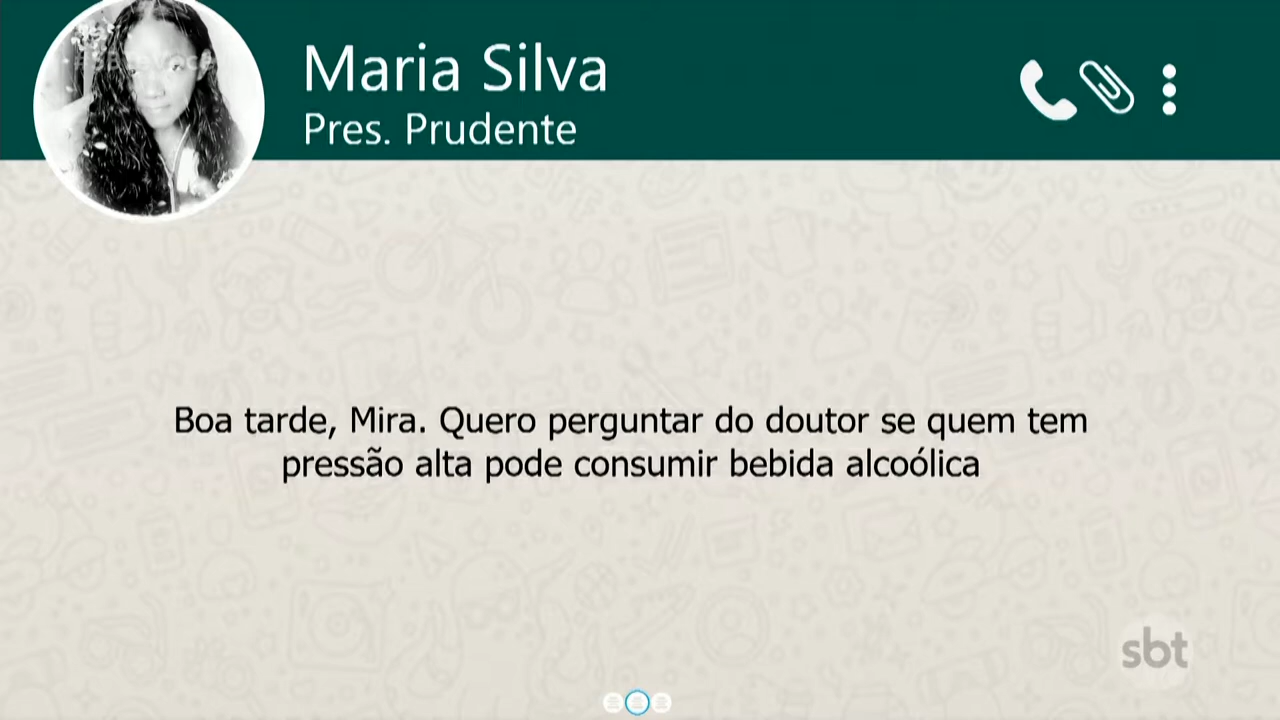 #SBTeVocê
Maria Silva
Pres. Prudente
Boa tarde, Mira. Quero perguntar do doutor se quem tem
pressão alta pode consumir bebida alcoólica
sbt